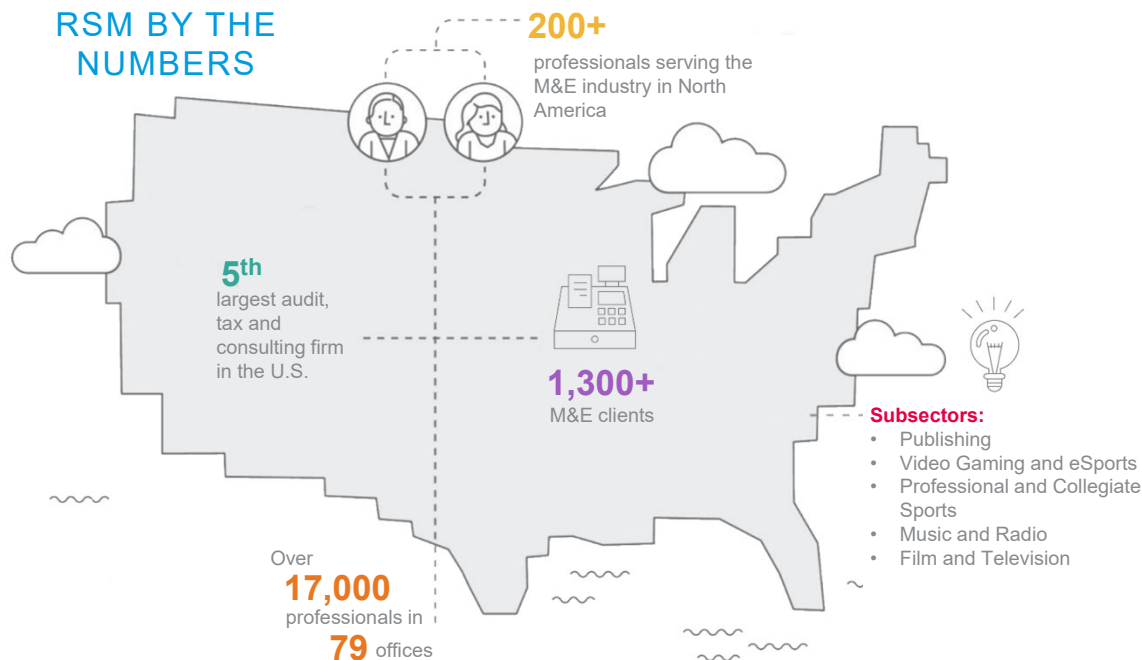 RSM BY THE
NUMBERS
200+
professionals serving the
M&E industry in North
America
5th
largest audit,
tax and
consulting firm
in the U.S.
1,300+
M&E clients
Subsectors:
• Publishing
• Video Gaming and eSports
• Professional and Collegiate
Sports
• Music and Radio
• Film and Television
Over
17,000
professionals in
79 offices